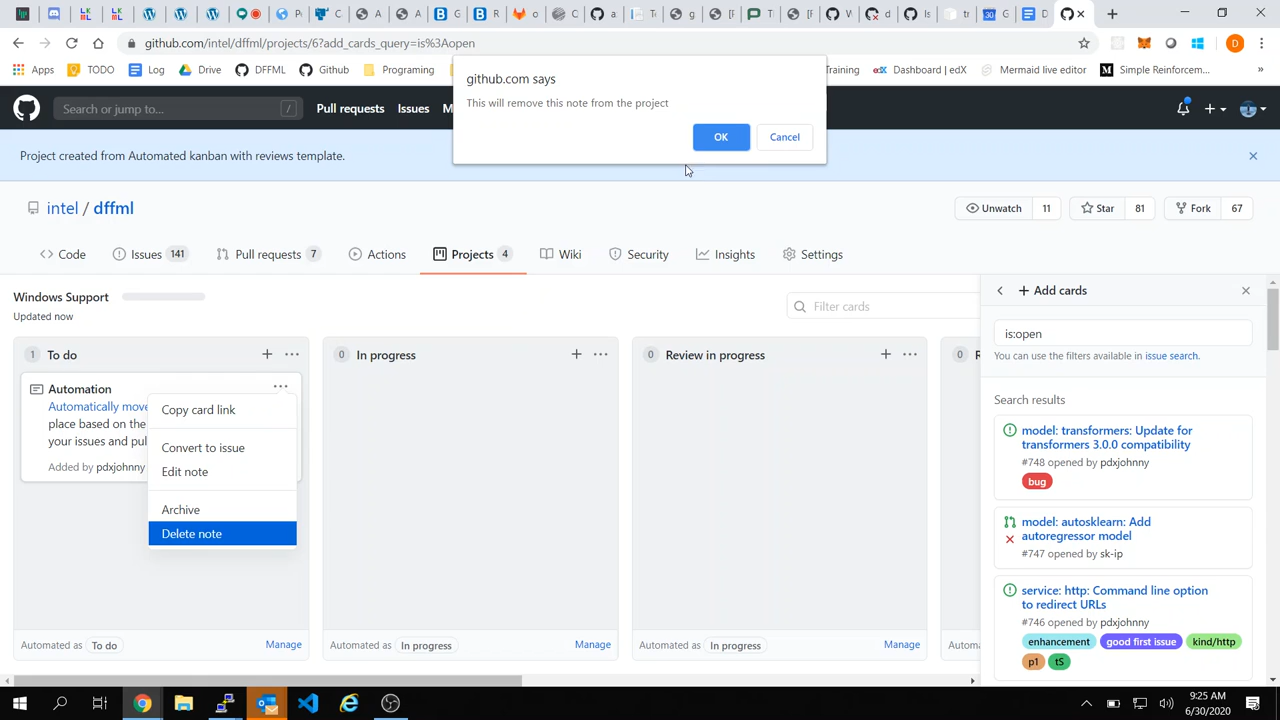 github.com/intel/dffml/projects/6?add_cards_query=is%3Aopen
Apps
TODO
Log
Drive
DFFML
Github
Programing
Training
Dashboard | edX
Mermaid live editor
Simple Reinforcem...
»
github.com says
This will remove this note from the project
OK
Cancel
Search or jump to...
/
Pull requests
Issues
Project created from Automated kanban with reviews template.
intel / dffml
Unwatch
11
Star
81
Fork
67
Code
Issues 141
Pull requests 7
Actions
Projects 4
Wiki
Security
Insights
Settings
Windows Support
Updated now
Filter cards
Add cards
is:open
You can use the filters available in issue search.
Search results
model: transformers: Update for
transformers 3.0.0 compatibility
#748 opened by pdxjohnny
bug
model: autosklearn: Add
autoregressor model
#747 opened by sk-ip
service: http: Command line option
to redirect URLs
#746 opened by pdxjohnny
enhancement
good first issue
kind/http
p1
tS
1 To do
Automation
Automatically move
place based on the
your issues and pul
Added by pdxjohnny
Copy card link
Convert to issue
Edit note
Archive
Delete note
Automated as To do
Manage
0 In progress
Automated as In progress
Manage
0 Review in progress
Automated as In progress
Manage
0
Automa
9:25 AM
6/30/2020